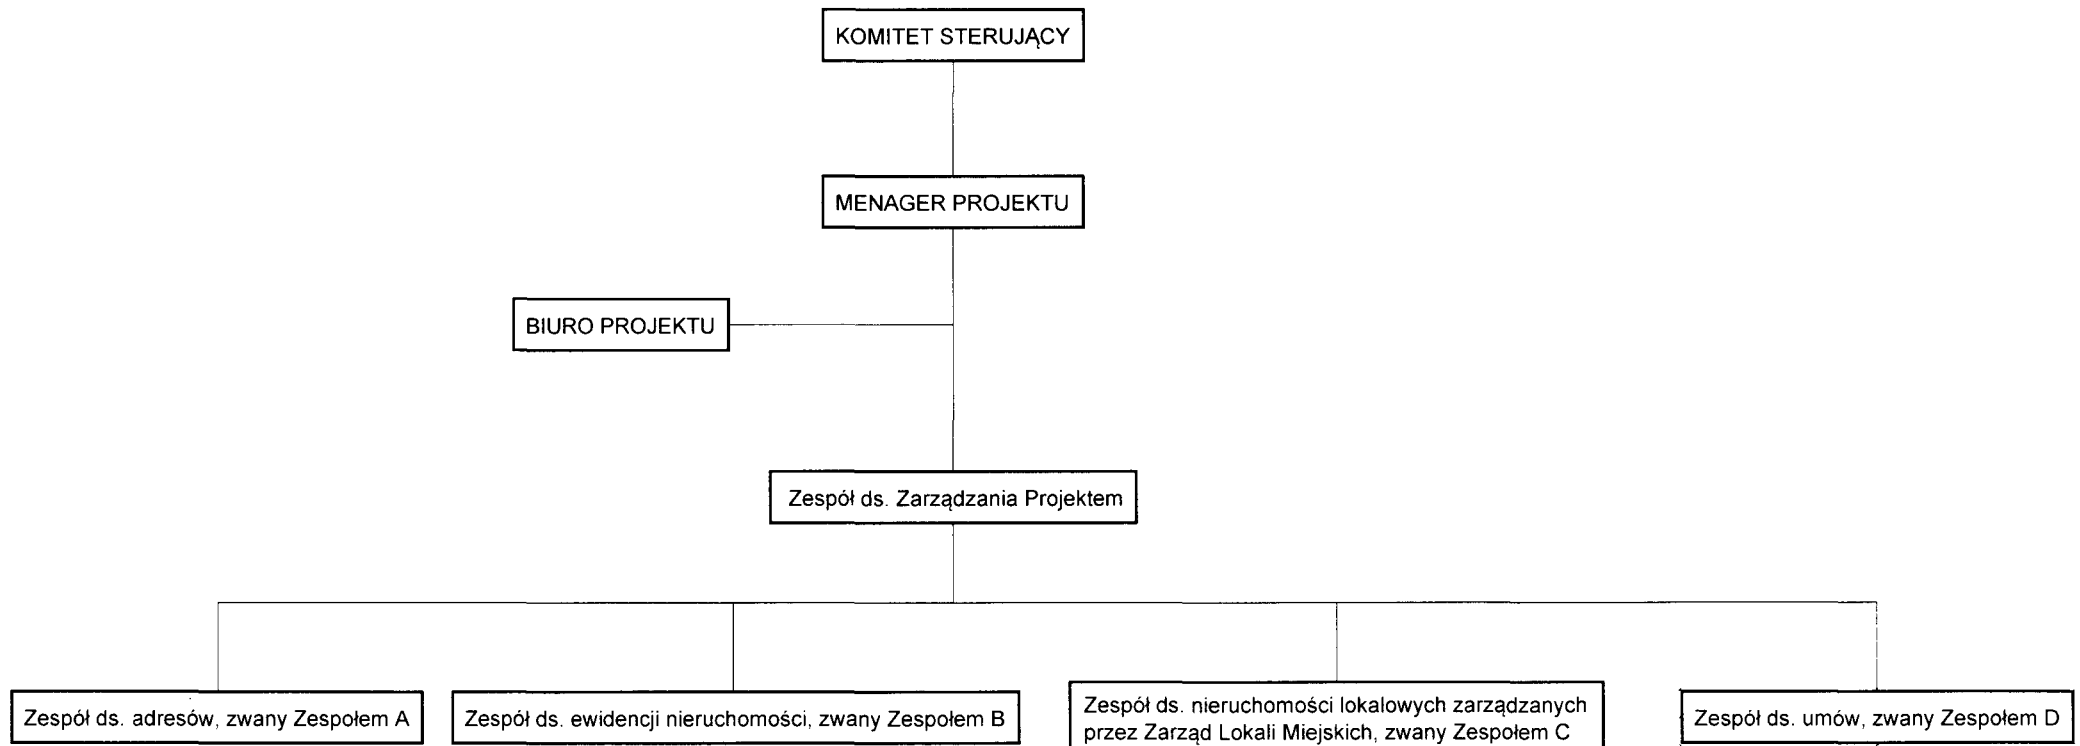 KOMITET STERUJĄCY
MENAGER PROJEKTU
BIURO PROJEKTU
Zespół ds. Zarządzania Projektem
Zespół ds. adresów, zwany Zespołem A
Zespół ds. ewidencji nieruchomości, zwany Zespołem B
Zespół ds. nieruchomości lokalowych zarządzanych
przez Zarząd Lokali Miejskich, zwany Zespołem C
Zespół ds. umów, zwany Zespołem D